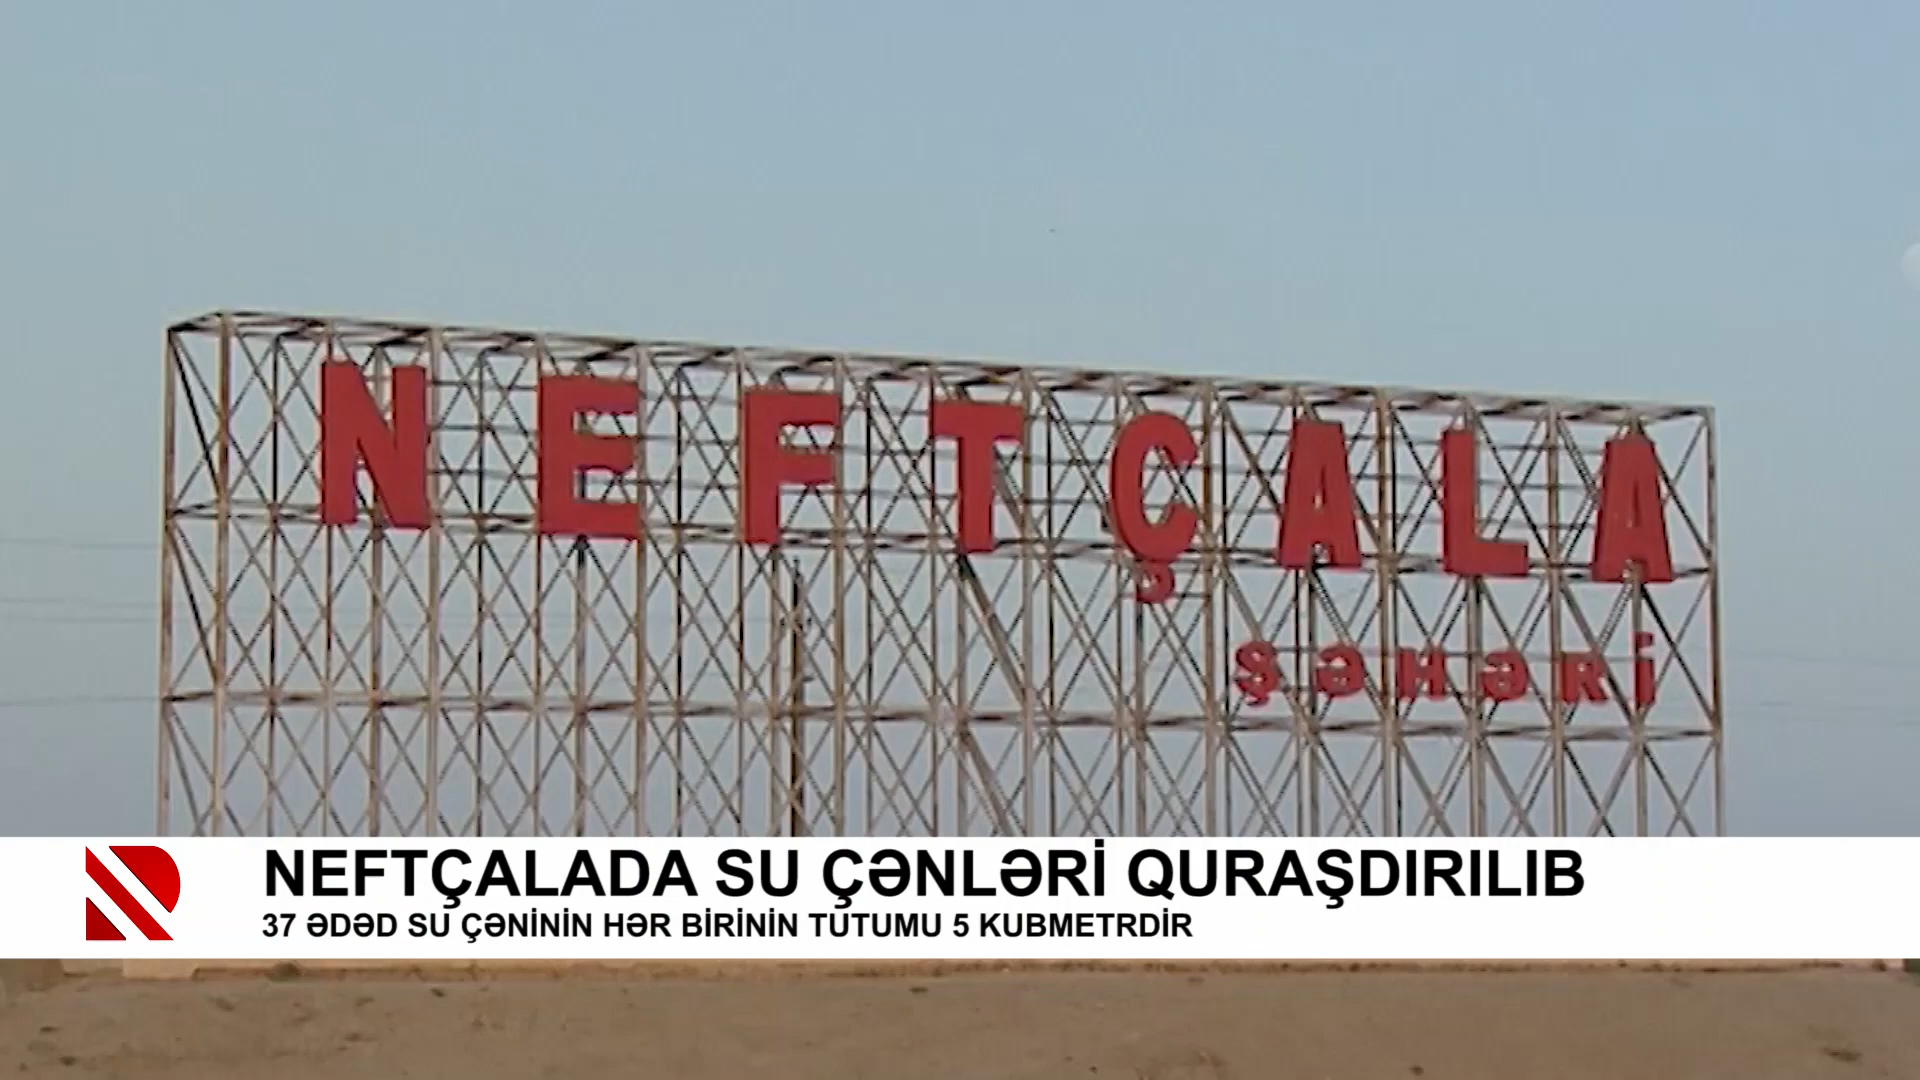 NEFTÇALA
ŞəHəRİ
NEFTÇALADA SU ÇƏNLƏRİ QURAŞDIRILIB
37 ƏDƏD SU ÇƏNİNİN HƏR BİRİNİN TUTUMU 5 KUBMETRDİR